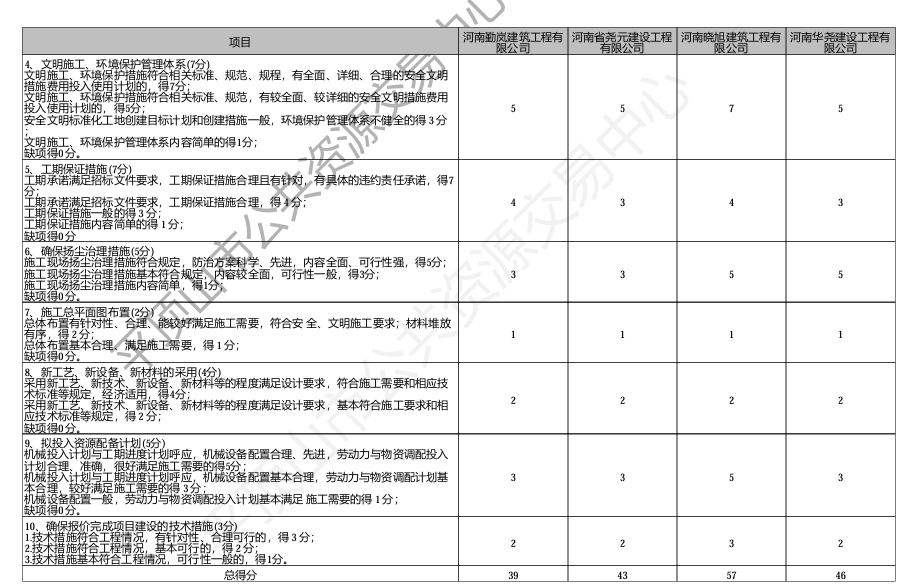 项目
河南勤岚建筑工程有
限公司
河南省尧元建设工程
有限公司
河南晓旭建筑工程有
限公司
河南华尧建设工程有
限公司
4、文明施工、环境保护管理体系(7分)
文明施工、环境保护措施符合相关标准、规范、规程，有全面、详细、合理的安全文明
措施费用投入使用计划的，得7分；
文明施工、环境保护措施符合相关标准、规范，有较全面、较详细的安全文明措施费用
投入使用计划的，得5分；
安全文明标准化工地创建目标计划和创建措施一般，环境保护管理体系不健全的得 3 分
；
文明施工、环境保护管理体系内容简单的得1分；
缺项得0分。
5 5 7 5
5、工期保证措施(7分)
工期承诺满足招标文件要求，工期保证措施合理且有针对，有具体的违约责任承诺，得7
分；
工期承诺满足招标文件要求，工期保证措施合理，得 4 分；
工期保证措施一般的得 3 分；
工期保证措施内容简单的得 1 分；
缺项得0分
4 3 4 3
6、确保扬尘治理措施(5分)
施工现场扬尘治理措施符合规定，防治方案科学、先进，内容全面、可行性强，得5分；
施工现场扬尘治理措施基本符合规定，内容较全面，可行性一般，得3分；
施工现场扬尘治理措施内容简单，得1分；
缺项得0分。
3 3 5 5
7、施工总平面图布置(2分)
总体布置有针对性、合理、能较好满足施工需要，符合安 全、文明施工要求；材料堆放
有序，得 2 分；
总体布置基本合理、满足施工需要，得 1 分；
缺项得0分。
1 1 1 1
8、新工艺、新设备、新材料的采用(4分)
采用新工艺、新技术、新设备、新材料等的程度满足设计要求，符合施工需要和相应技
术标准等规定，经济适用，得4分；
采用新工艺、新技术、新设备、新材料等的程度满足设计要求，基本符合施工要求和相
应技术标准等规定，得 2 分；
缺项得0分。
2 2 2 2
9、拟投入资源配备计划(5分)
机械投入计划与工期进度计划呼应，机械设备配置合理、先进，劳动力与物资调配投入
计划合理、准确，很好满足施工需要的得5分；
机械投入计划与工期进度计划呼应，机械设备配置基本合理，劳动力与物资调配计划基
本合理，较好满足施工需要的得 3 分；
机械设备配置一般，劳动力与物资调配投入计划基本满足 施工需要的得 1 分；
缺项得0分。
3 3 5 3
10、确保报价完成项目建设的技术措施(3分)
1.技术措施符合工程情况，有针对性、合理可行的，得 3 分；
2.技术措施符合工程情况，基本可行的，得 2 分；
3.技术措施基本符合工程情况，可行性一般的，得1分。
2 2 3 2
总得分 39 43 57 46
平顶山市公共资源交易中心
平顶山市公共资源交易中心